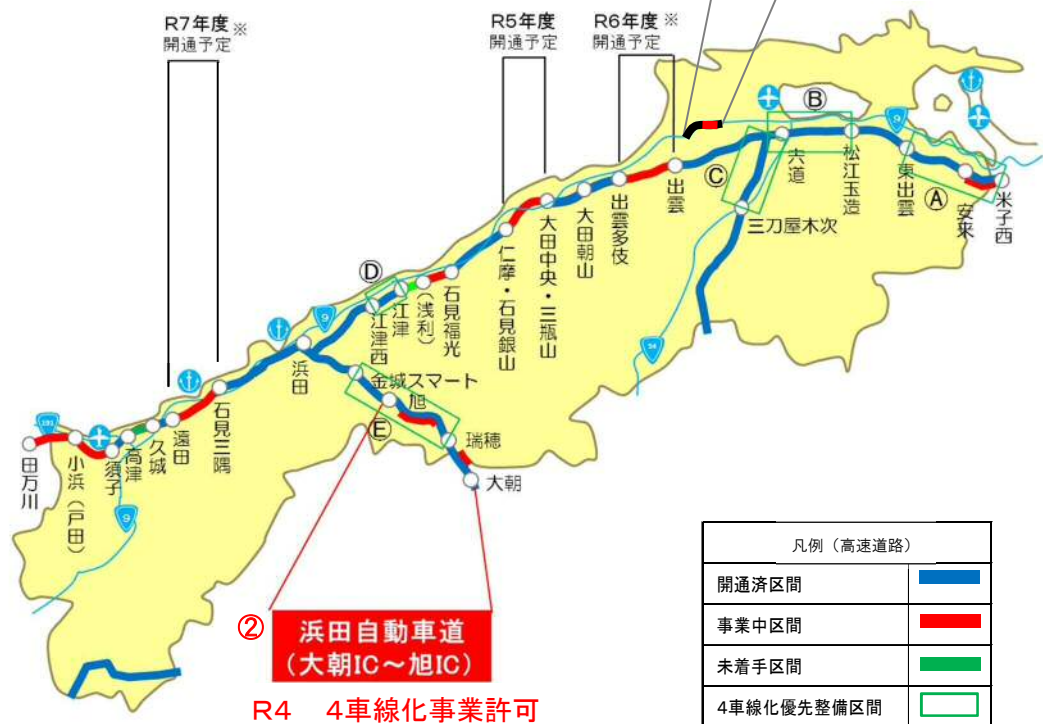 R7年度※
開通予定
R5年度
開通予定
R6年度※
開通予定
Ⓑ
9
宍道
松江玉造
東出雲
Ⓐ
安来
米子西
Ⓒ
出雲
三刀屋木次
出雲多伎
大田朝山
大田中央・三瓶山
仁摩・石見銀山
54
Ⓓ
石見福光
(浅利)
江津
江津西
9
浜田
金城スマート
旭
Ⓔ
瑞穂
大朝
石見三隅
遠田
久城
高津
須子
小浜(戸田)
191
田万川
9
② 浜田自動車道
(大朝IC~旭IC)
R4 4車線化事業許可
凡例(高速道路)
開通済区間
事業中区間
未着手区間
4車線化優先整備区間